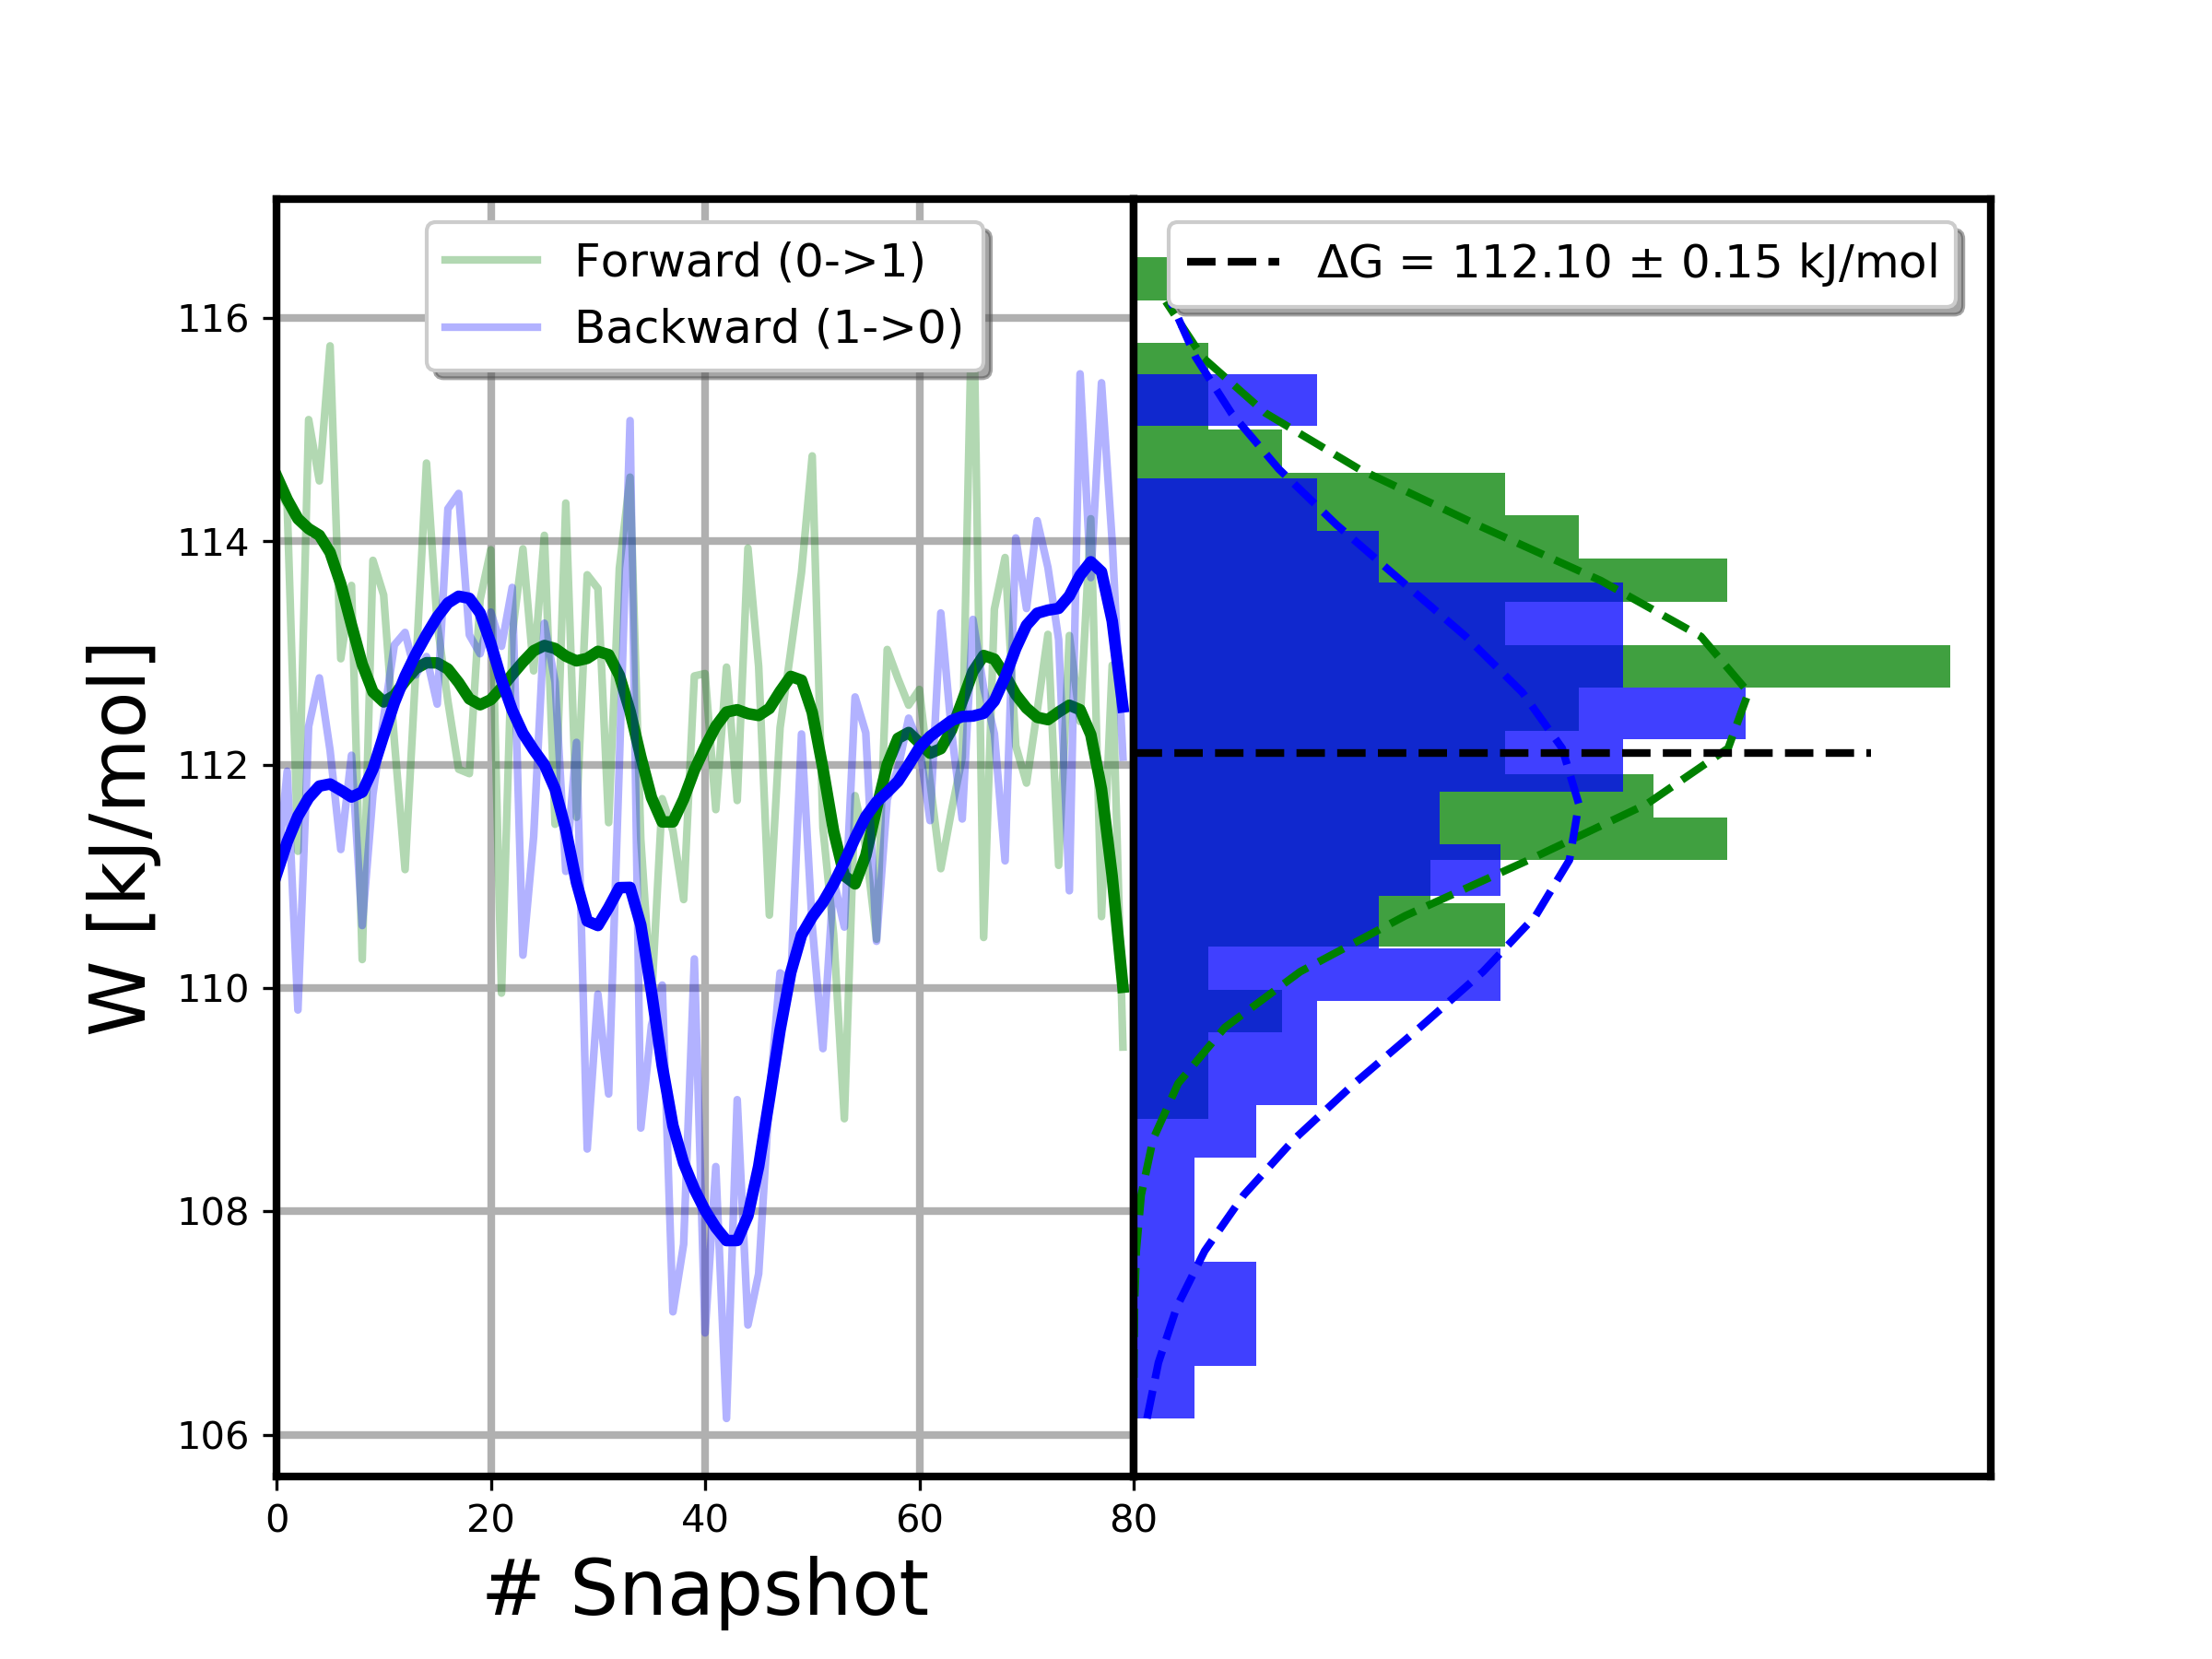 Forward (0->1)
Backward (1->0)
ΔG = 112.10 ± 0.15 kJ/mol
W [kJ/mol]
116
114
112
110
108
106
0 20 40 60 80
# Snapshot